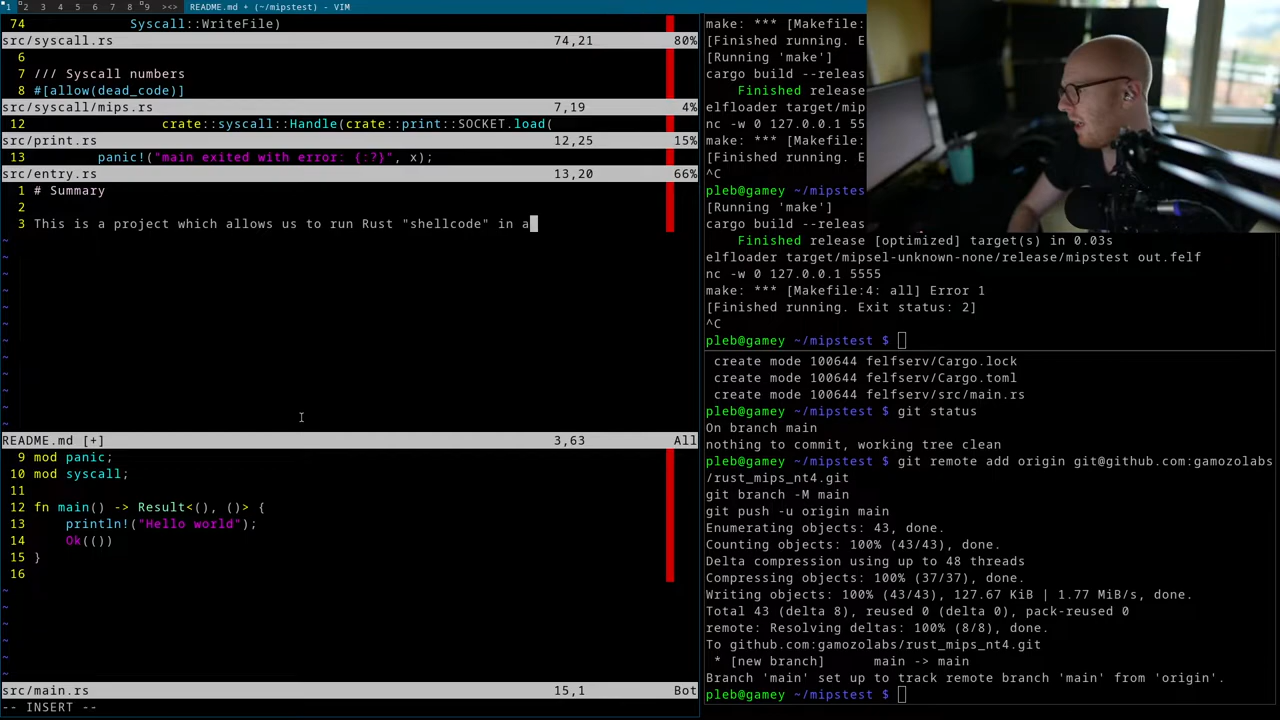 1 2 3 4 5 6 7 8 9 ><> README.md + (~/mipstest) - VIM
74 Syscall::WriteFile)
src/syscall.rs 74,21 80%
6
7 /// Syscall numbers
8 #[allow(dead_code)]
src/syscall/mips.rs 7,19 4%
12 crate::syscall::Handle(crate::print::SOCKET.load(
src/print.rs 12,25 15%
13 panic!("main exited with error: {:?}", x);
src/entry.rs 13,20 66%
1 # Summary
2
3 This is a project which allows us to run Rust "shellcode" in a
~
~
~
~
~
~
~
~
~
~
~
~
README.md [+] 3,63 All
9 mod panic;
10 mod syscall;
11
12 fn main() -> Result<(), ()> {
13 println!("Hello world");
14 Ok(())
15 }
16
~
~
~
~
~
~
src/main.rs 15,1 Bot
-- INSERT --
make: *** [Makefile:
[Finished running. E
[Running 'make']
cargo build --releas
Finished release
elfloader target/mip
nc -w 0 127.0.0.1 55
make: *** [Makefile:
[Finished running. E
^C
pleb@gamey ~/mipstes
[Running 'make']
cargo build --releas
Finished release [optimized] target(s) in 0.03s
elfloader target/mipsel-unknown-none/release/mipstest out.felf
nc -w 0 127.0.0.1 5555
make: *** [Makefile:4: all] Error 1
[Finished running. Exit status: 2]
^C
pleb@gamey ~/mipstest $
create mode 100644 felfserv/Cargo.lock
create mode 100644 felfserv/Cargo.toml
create mode 100644 felfserv/src/main.rs
pleb@gamey ~/mipstest $ git status
On branch main
nothing to commit, working tree clean
pleb@gamey ~/mipstest $ git remote add origin git@github.com:gamozolabs
/rust_mips_nt4.git
git branch -M main
git push -u origin main
Enumerating objects: 43, done.
Counting objects: 100% (43/43), done.
Delta compression using up to 48 threads
Compressing objects: 100% (37/37), done.
Writing objects: 100% (43/43), 127.67 KiB | 1.77 MiB/s, done.
Total 43 (delta 8), reused 0 (delta 0), pack-reused 0
remote: Resolving deltas: 100% (8/8), done.
To github.com:gamozolabs/rust_mips_nt4.git
* [new branch] main -> main
Branch 'main' set up to track remote branch 'main' from 'origin'.
pleb@gamey ~/mipstest $